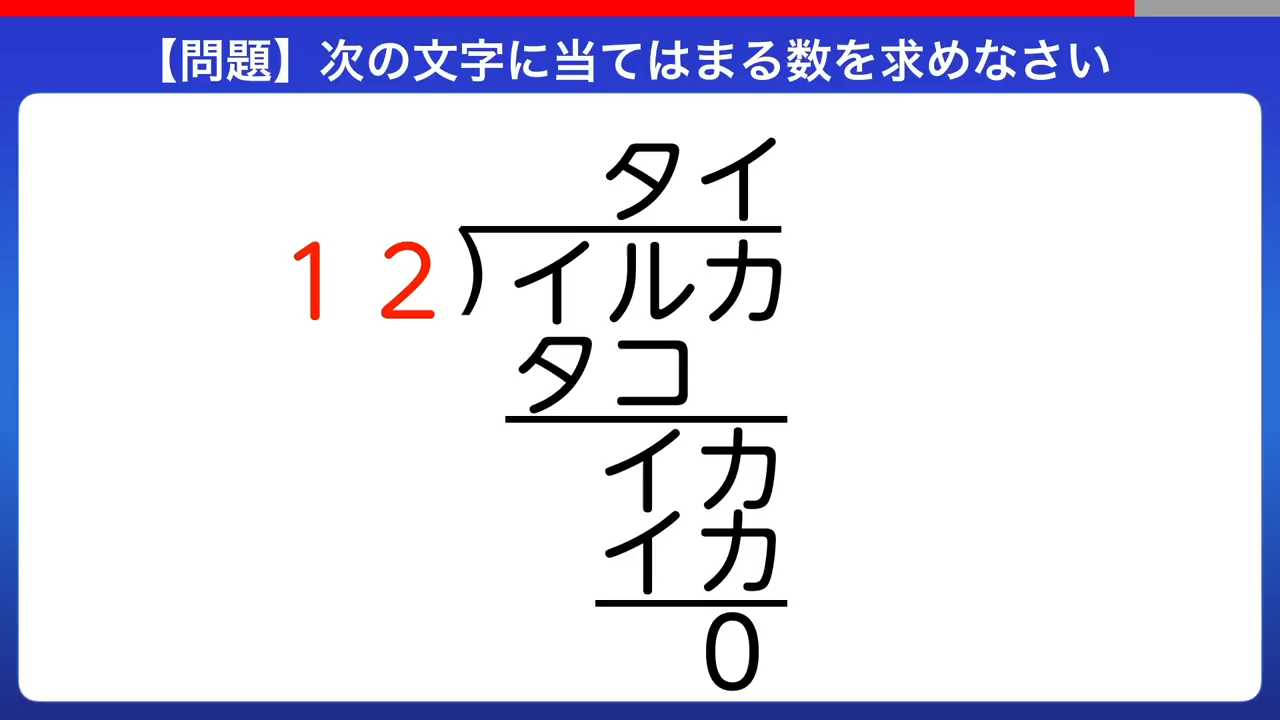 【問題】次の文字に当てはまる数を求めなさい
タイ
12)イルカ
タコ
イカ
イカ
0